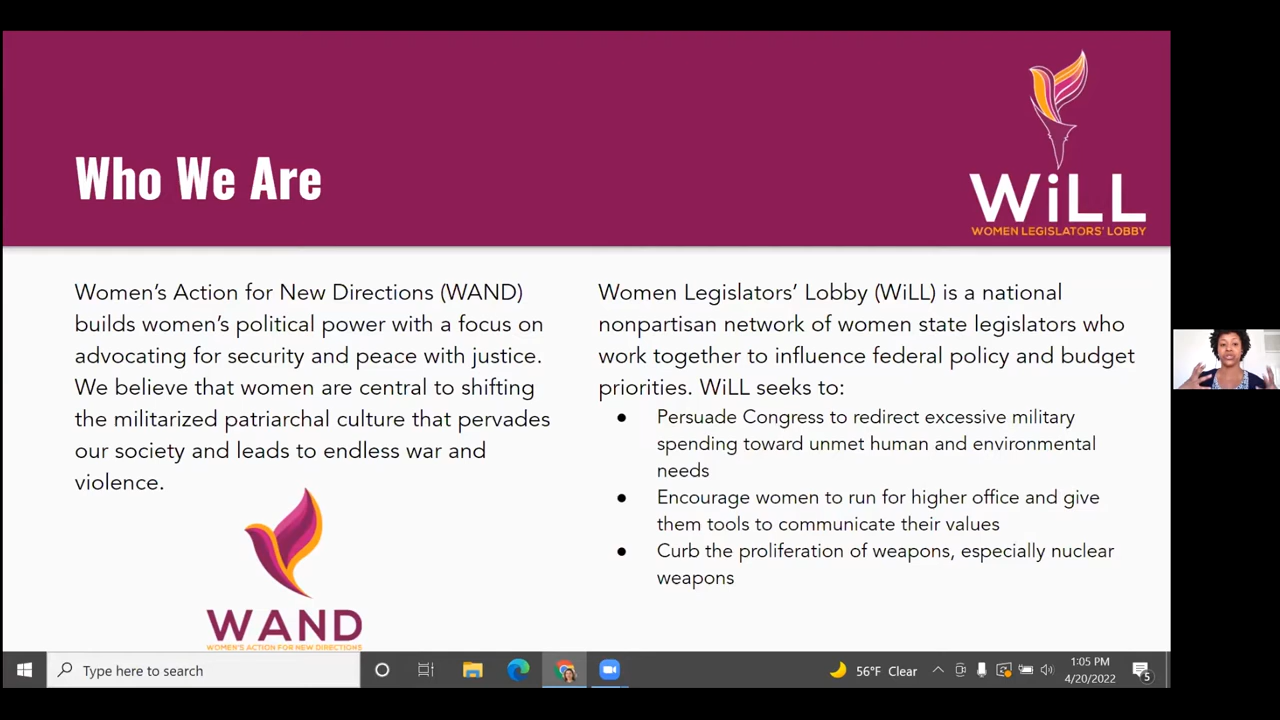 Who We Are
WiLL
WOMEN LEGISLATORS' LOBBY
Women's Action for New Directions (WAND)
builds women's political power with a focus on
advocating for security and peace with justice.
We believe that women are central to shifting
the militarized patriarchal culture that pervades
our society and leads to endless war and
violence.
WAND
WOMEN'S ACTION FOR NEW DIRECTIONS
Women Legislators' Lobby (WiLL) is a national
nonpartisan network of women state legislators who
work together to influence federal policy and budget
priorities. WiLL seeks to:
● Persuade Congress to redirect excessive military
spending toward unmet human and environmental
needs
● Encourage women to run for higher office and give
them tools to communicate their values
● Curb the proliferation of weapons, especially nuclear
weapons
Type here to search
56°F Clear
1:05 PM
4/20/2022
5